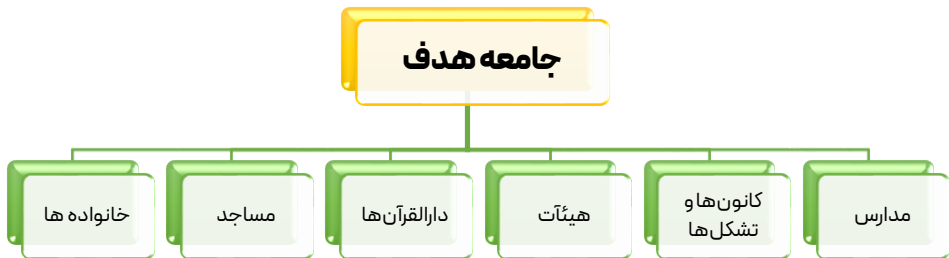 جامعه هدف
مدارس
کانون‌ها و
تشکل‌ها
هیئآت
دارالقرآن‌ها
مساجد
خانواده ها